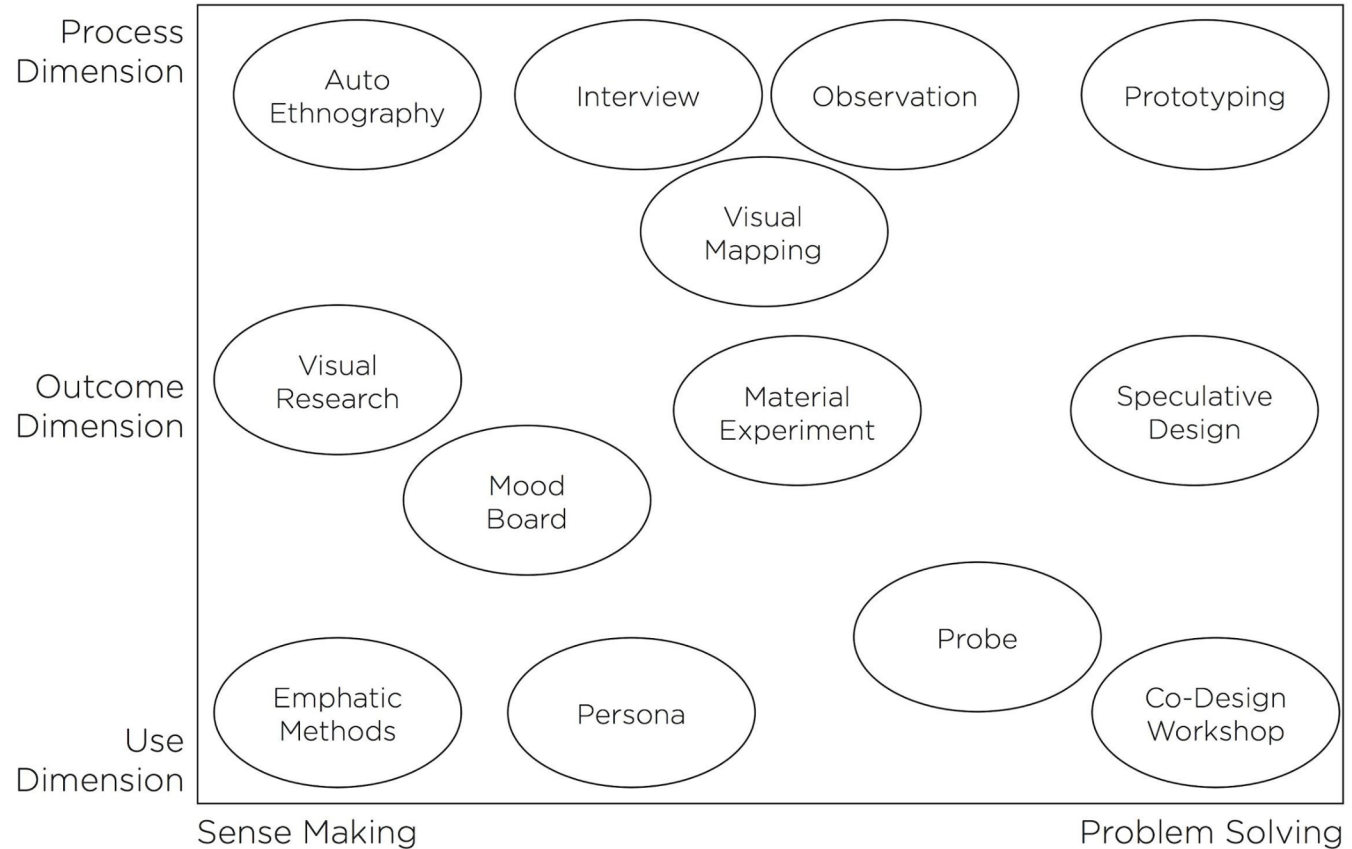 Process
Dimension
Auto
Ethnography
Interview
Observation
Prototyping
Visual
Mapping
Visual
Research
Outcome
Dimension
Material
Experiment
Speculative
Design
Mood
Board
Probe
Emphatic
Methods
Persona
Co-Design
Workshop
Use
Dimension
Sense Making
Problem Solving